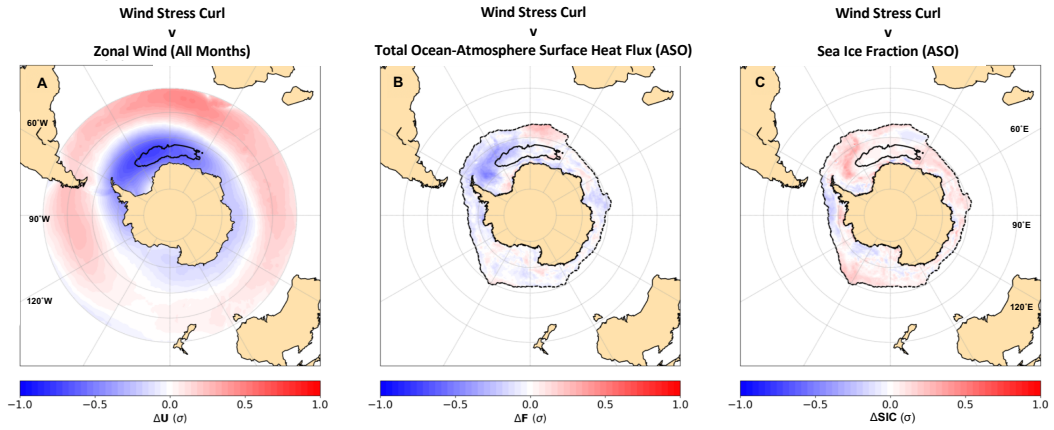 Wind Stress Curl
v
Zonal Wind (All Months)
A
60°W
90°W
120°W
−1.0 −0.5 0.0 0.5 1.0
ΔU (σ)
Wind Stress Curl
v
Total Ocean-Atmosphere Surface Heat Flux (ASO)
B
−1.0 −0.5 0.0 0.5 1.0
ΔF (σ)
Wind Stress Curl
v
Sea Ice Fraction (ASO)
C
60°E
90°E
120°E
−1.0 −0.5 0.0 0.5 1.0
ΔSIC (σ)